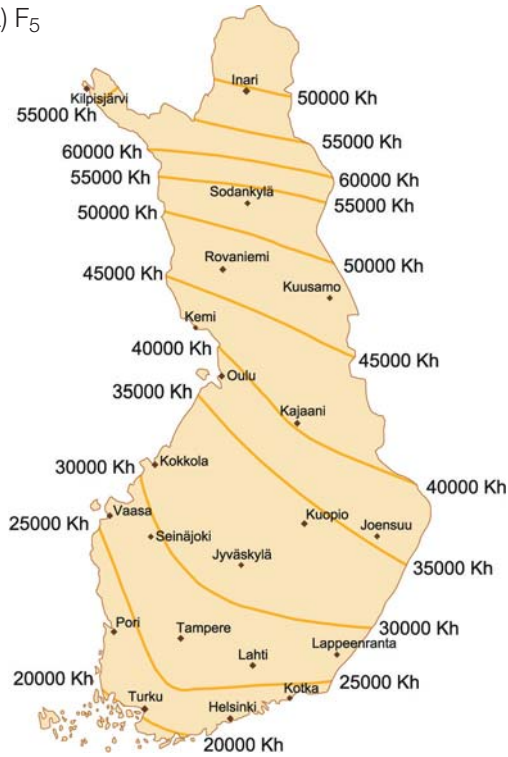 ) F5
Inari
50000 Kh
Kilpisjärvi
55000 Kh
55000 Kh
60000 Kh
60000 Kh
55000 Kh
Sodankylä
55000 Kh
50000 Kh
Rovaniemi
50000 Kh
45000 Kh
Kuusamo
Kemi
40000 Kh
45000 Kh
Oulu
35000 Kh
Kajaani
30000 Kh
Kokkola
40000 Kh
25000 Kh
Vaasa
Kuopio
Joensuu
Seinäjoki
Jyväskylä
35000 Kh
Pori
Tampere
30000 Kh
Lappeenranta
Lahti
20000 Kh
25000 Kh
Turku
Kotka
Helsinki
20000 Kh